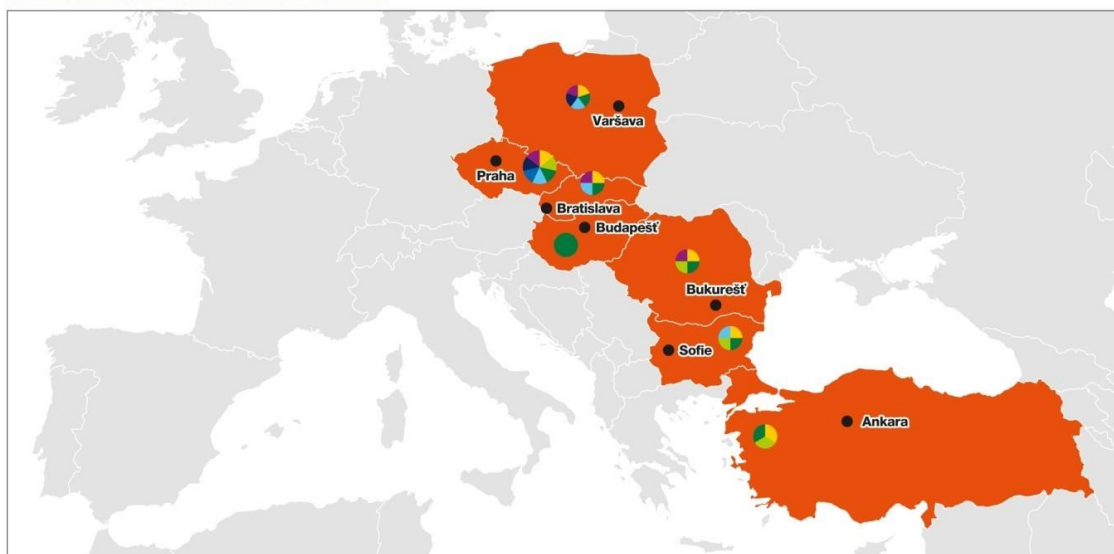 Varšava
Praha
Bratislava
Budapešť
Bukurešť
Sofie
Ankara